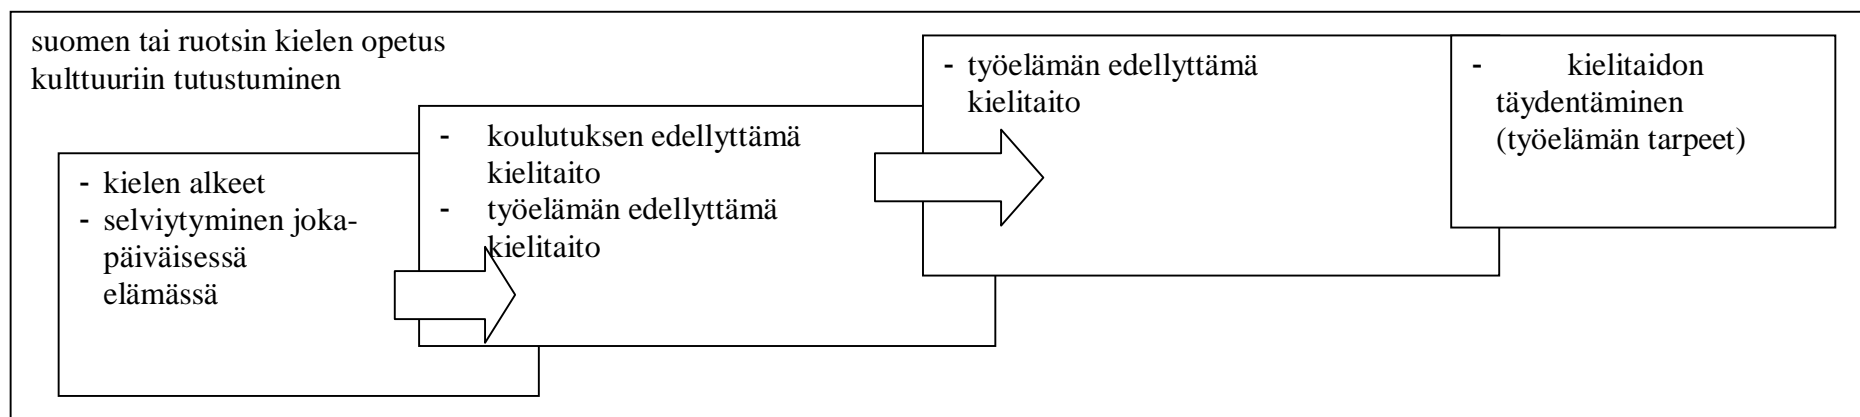 suomen tai ruotsin kielen opetus
kulttuuriin tutustuminen
- kielen alkeet
- selviytyminen joka-
päiväisessä
elämässä
- koulutuksen edellyttämä
kielitaito
- työelämän edellyttämä
kielitaito
- työelämän edellyttämä
kielitaito
- kielitaidon
täydentäminen
(työelämän tarpeet)